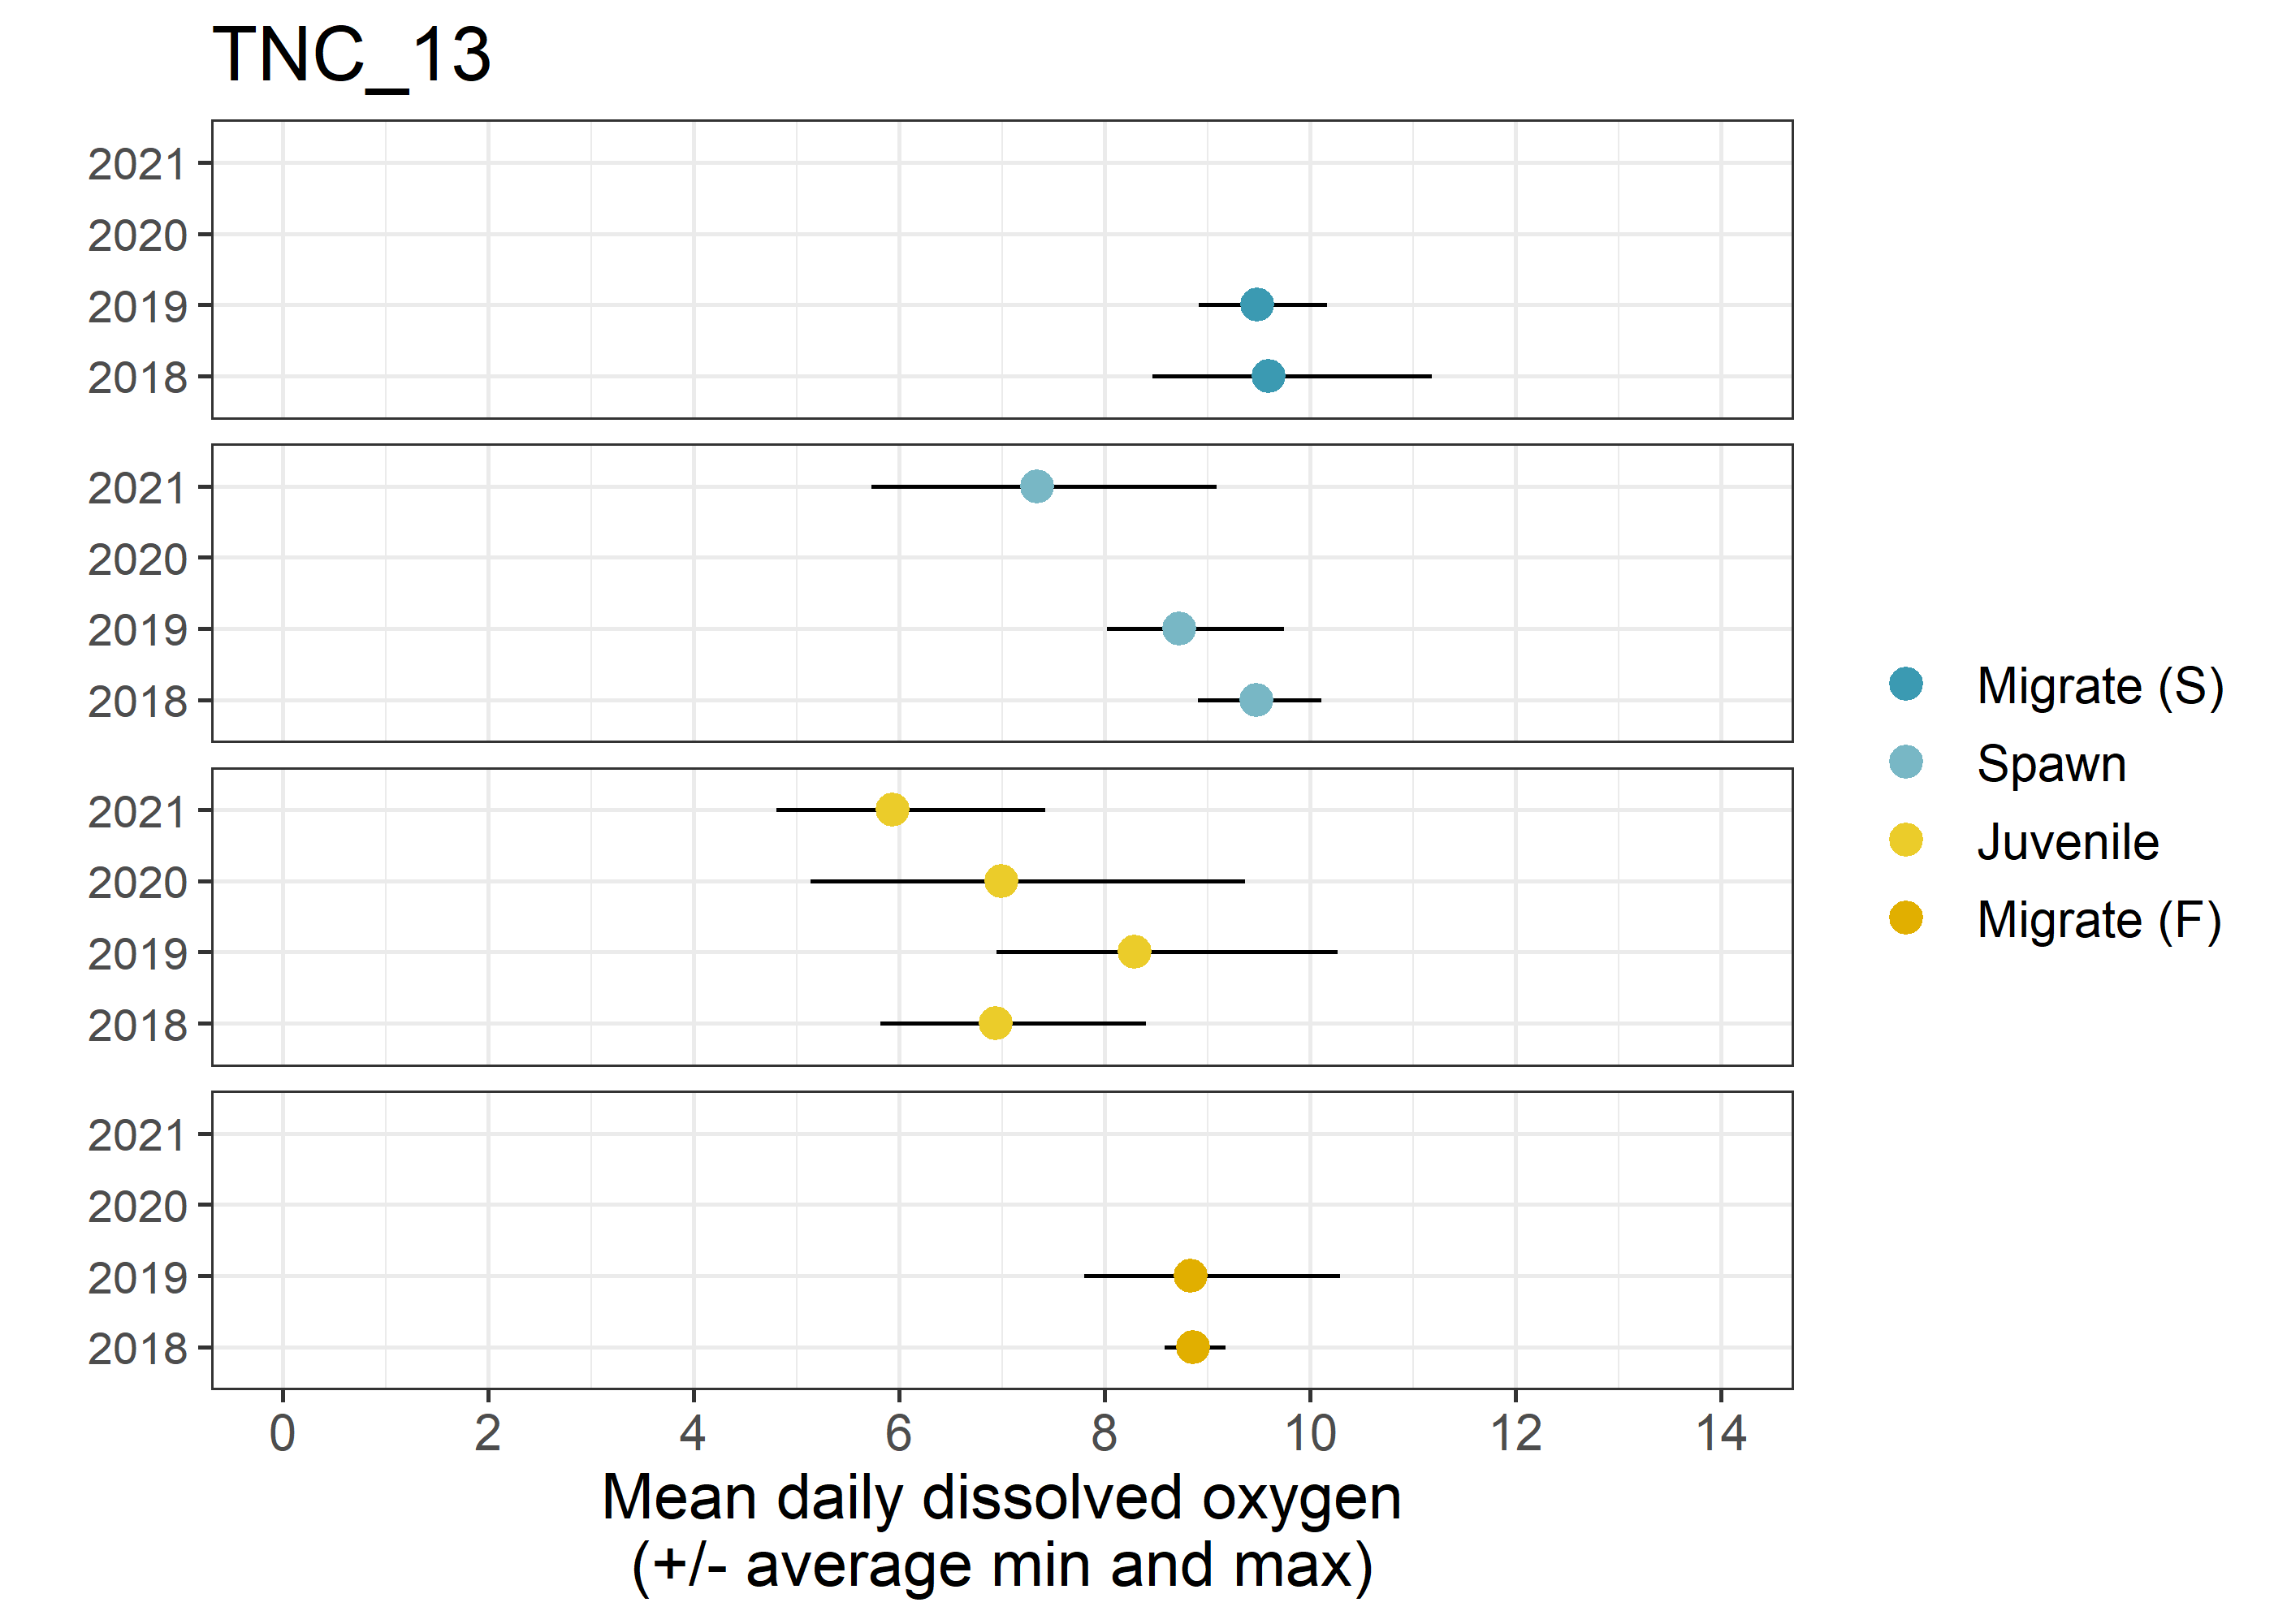 TNC_13
2021
2020
2019
2018
2021
2020
2019
2018
2021
2020
2019
2018
2021
2020
2019
2018
0 2 4 6 8 10 12 14
Mean daily dissolved oxygen
(+/- average min and max)
Migrate (S)
Spawn
Juvenile
Migrate (F)